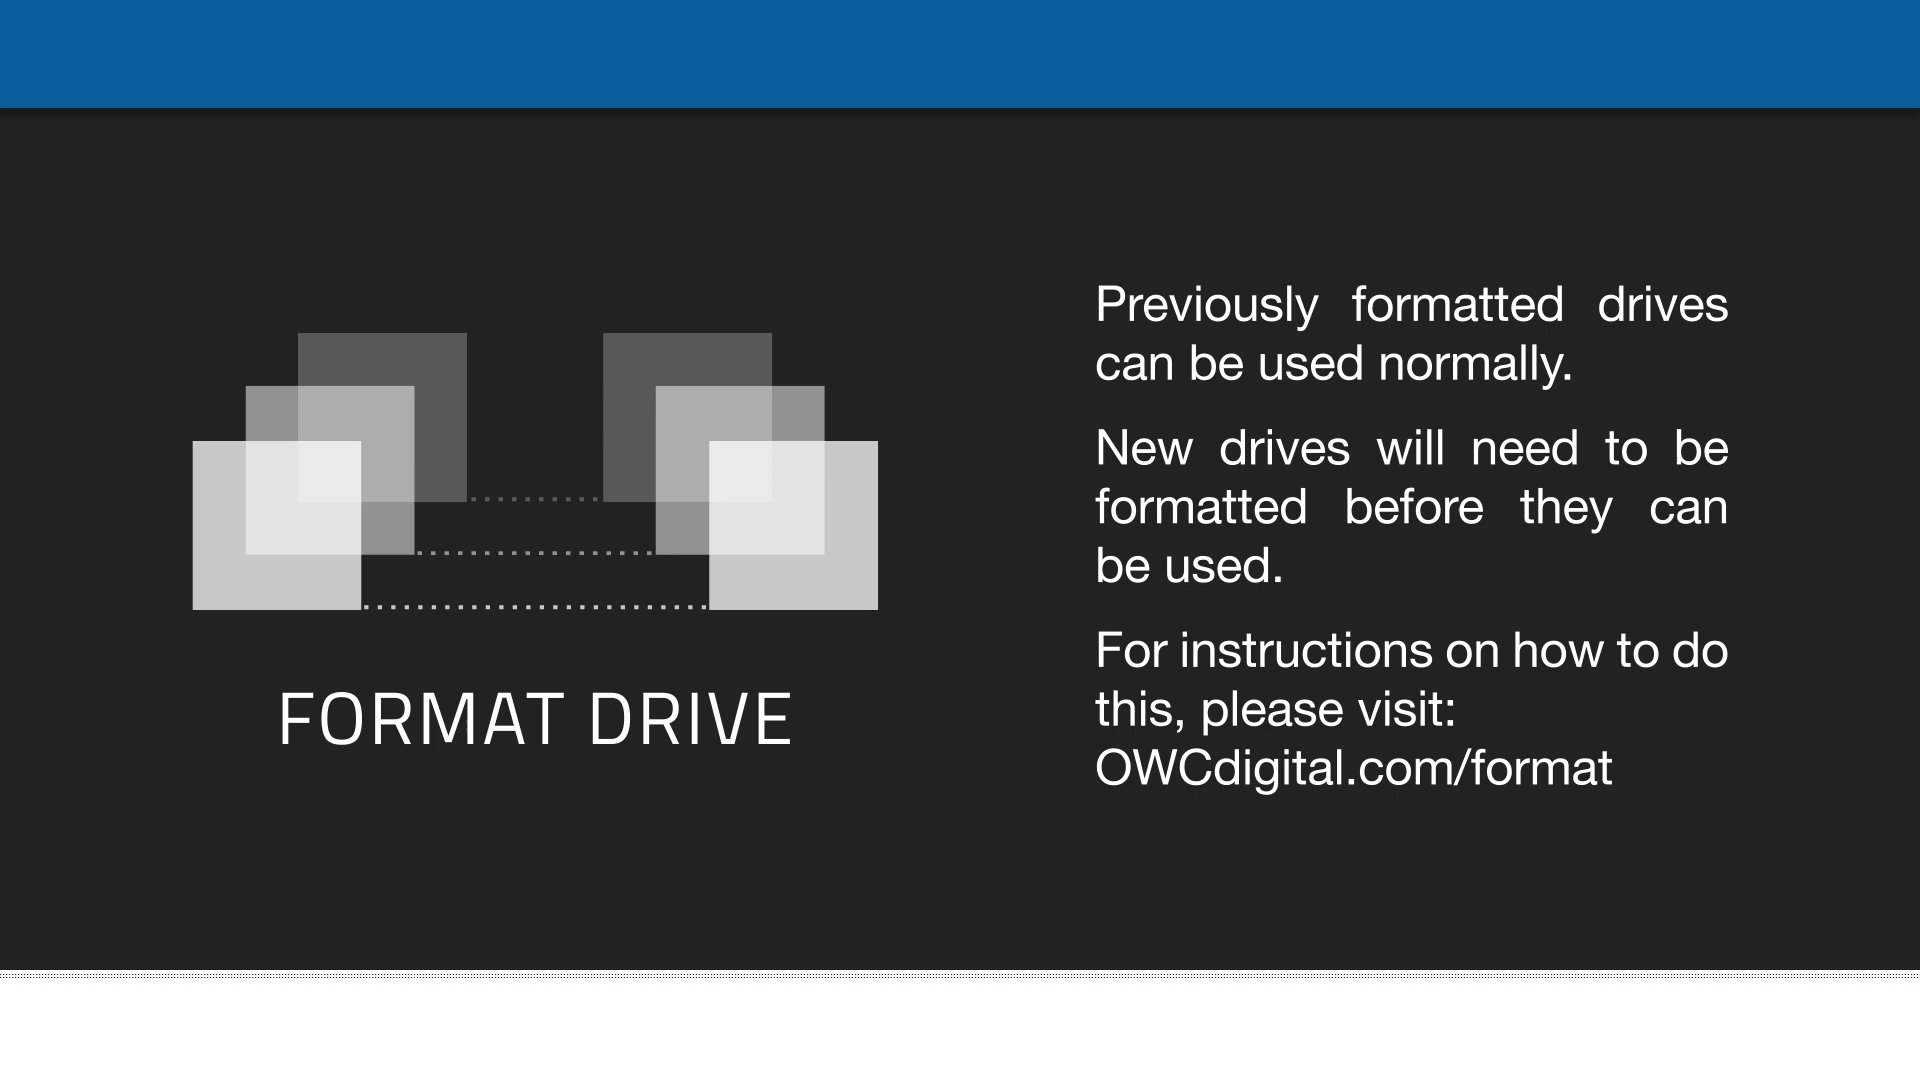 FORMAT DRIVE
Previously formatted drives
can be used normally.
New drives will need to be
formatted before they can
be used.
For instructions on how to do
this, please visit:
OWCdigital.com/format